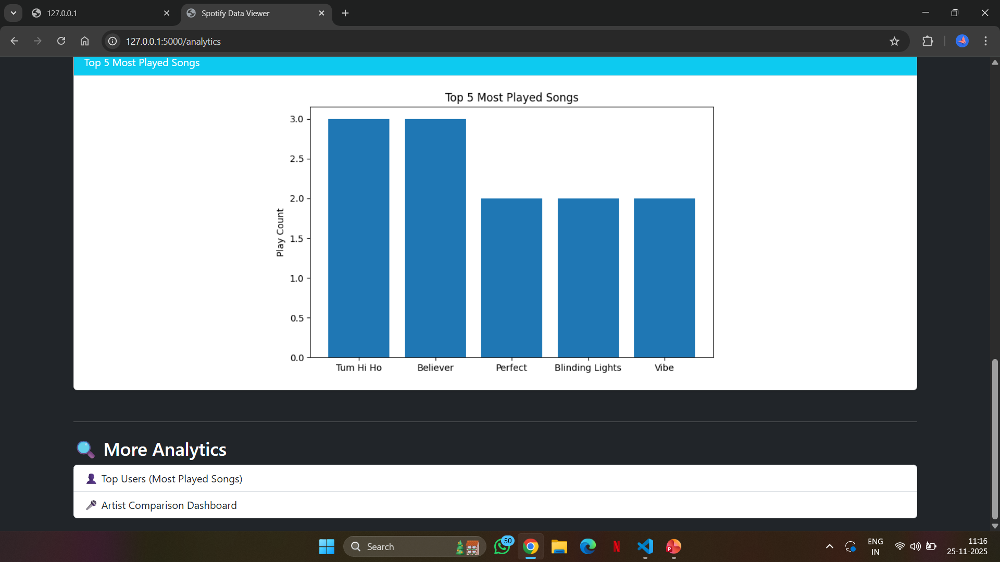 127.0.0.1
Spotify Data Viewer
127.0.0.1:5000/analytics
Top 5 Most Played Songs
Top 5 Most Played Songs
3.0
2.5
2.0
1.5
1.0
0.5
0.0
Play Count
Tum Hi Ho Believer Perfect Blinding Lights Vibe
🔍 More Analytics
👤 Top Users (Most Played Songs)
🎤 Artist Comparison Dashboard
Search
50
N
P
ENG
IN
11:16
25-11-2025